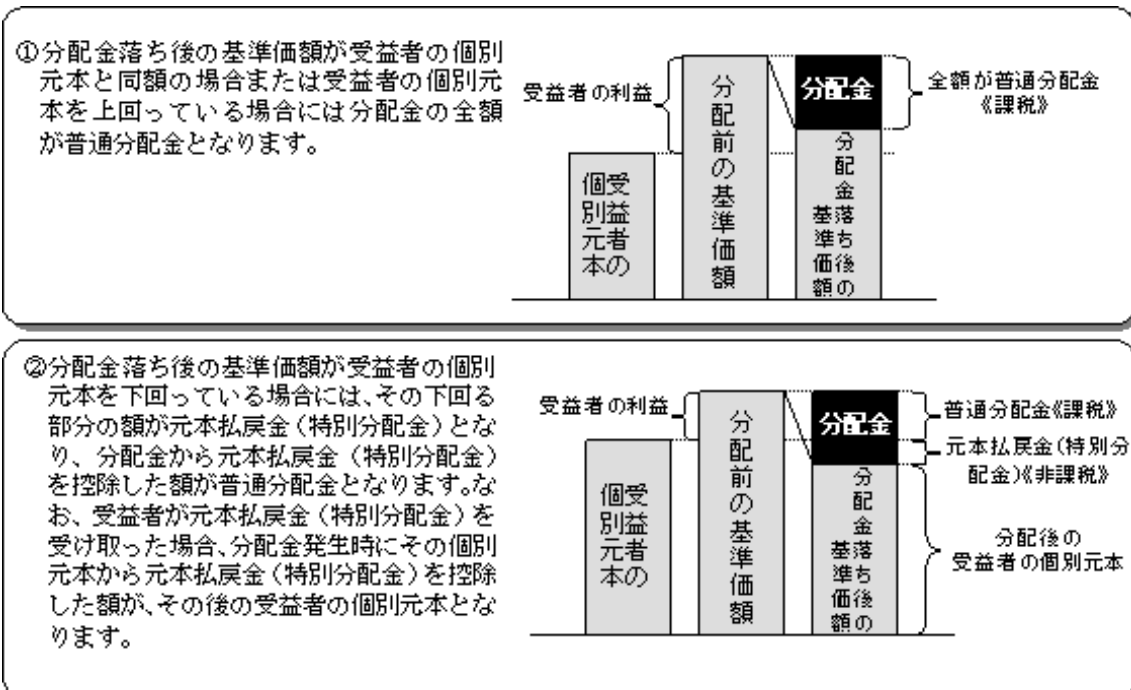 ①分配金落ち後の基準価額が受益者の個別
元本と同額の場合または受益者の個別元
本を上回っている場合には分配金の全額
が普通分配金となります。
受益者の利益
個別元本
受益者の
分配前の基準価額
分配金
基準価額
分配金落ち後の
全額が普通分配金
《課税》
②分配金落ち後の基準価額が受益者の個別
元本を下回っている場合には、その下回る
部分の額が元本払戻金(特別分配金)とな
り、分配金から元本払戻金(特別分配金)
を控除した額が普通分配金となります。な
お、受益者が元本払戻金(特別分配金)を
受け取った場合、分配金発生時にその個別
元本から元本払戻金(特別分配金)を控除
した額が、その後の受益者の個別元本とな
ります。
受益者の利益
個別元本
受益者の
分配前の基準価額
分配金
基準価額
分配金落ち後の
普通分配金《課税》
元本払戻金(特別分
配金)《非課税》
分配後の
受益者の個別元本